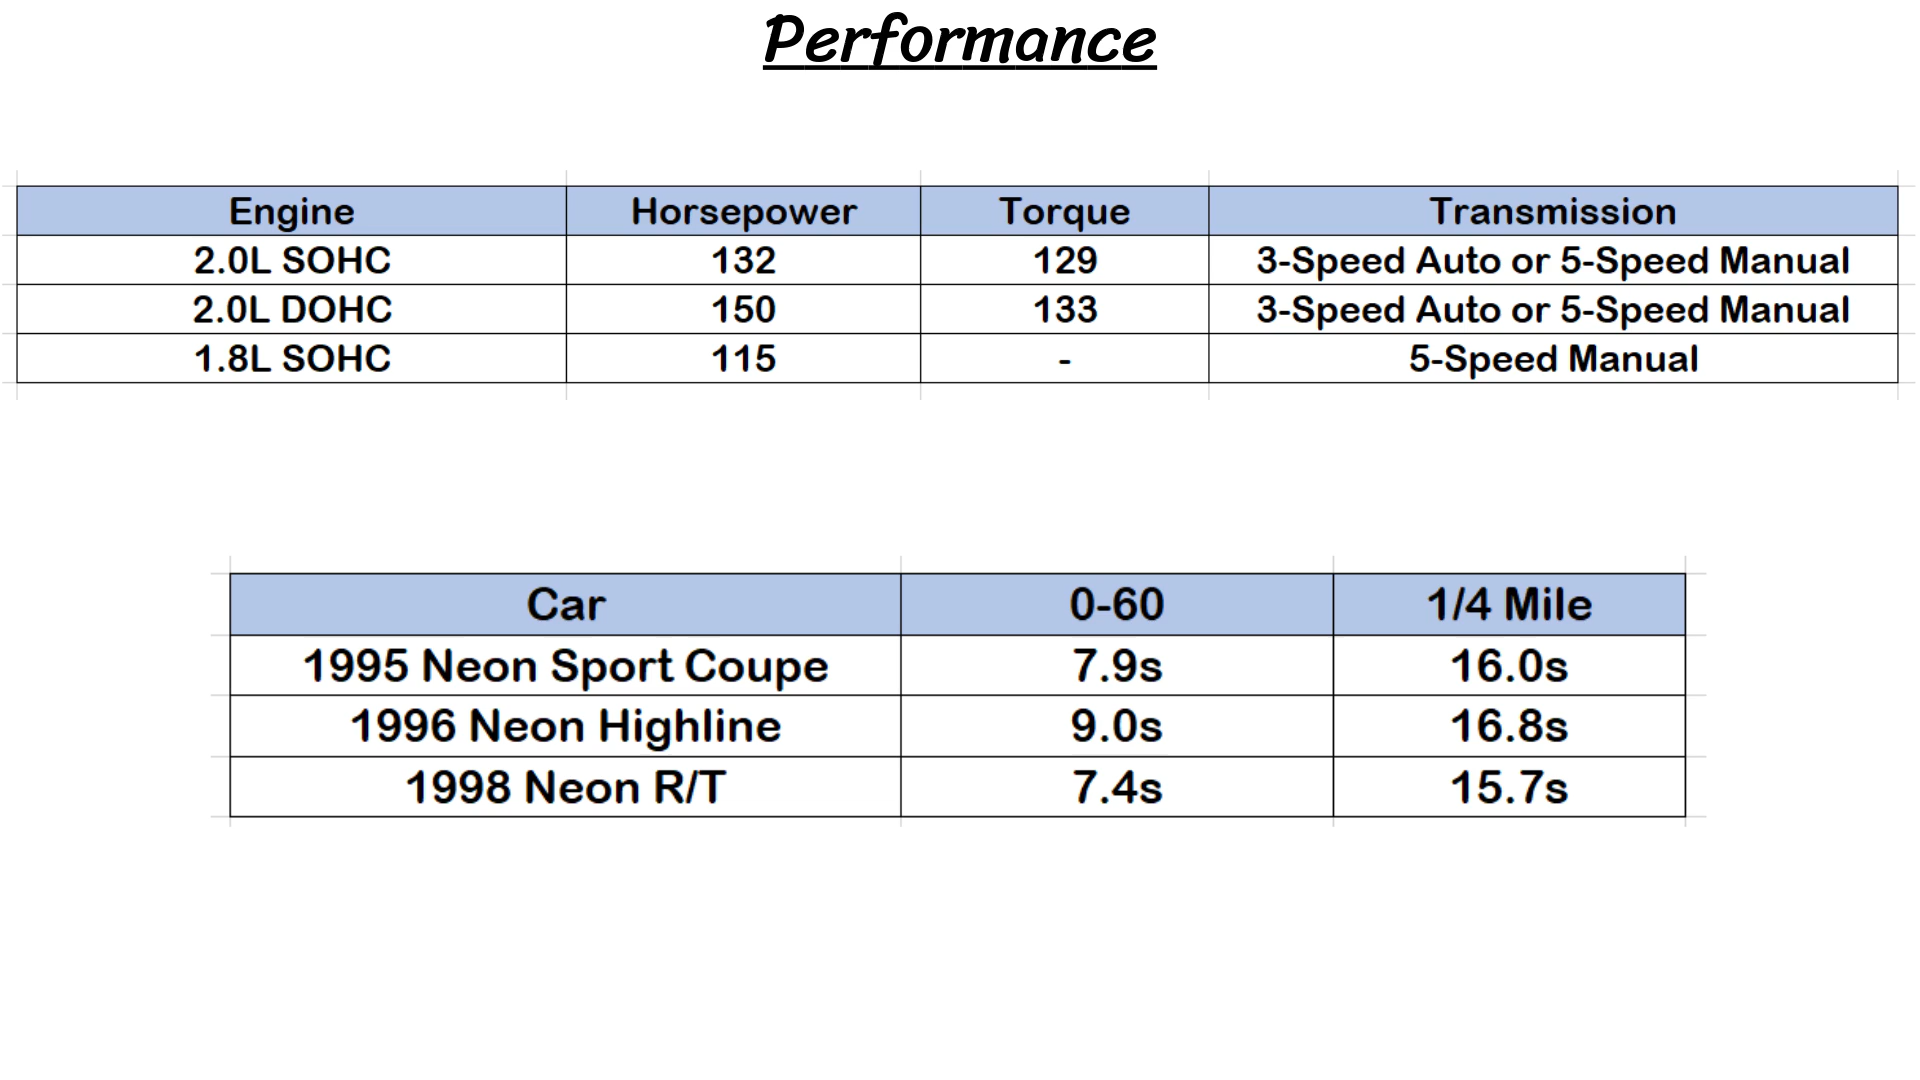 Performance
Engine Horsepower Torque Transmission
2.0L SOHC 132 129 3-Speed Auto or 5-Speed Manual
2.0L DOHC 150 133 3-Speed Auto or 5-Speed Manual
1.8L SOHC 115 - 5-Speed Manual
Car 0-60 1/4 Mile
1995 Neon Sport Coupe 7.9s 16.0s
1996 Neon Highline 9.0s 16.8s
1998 Neon R/T 7.4s 15.7s